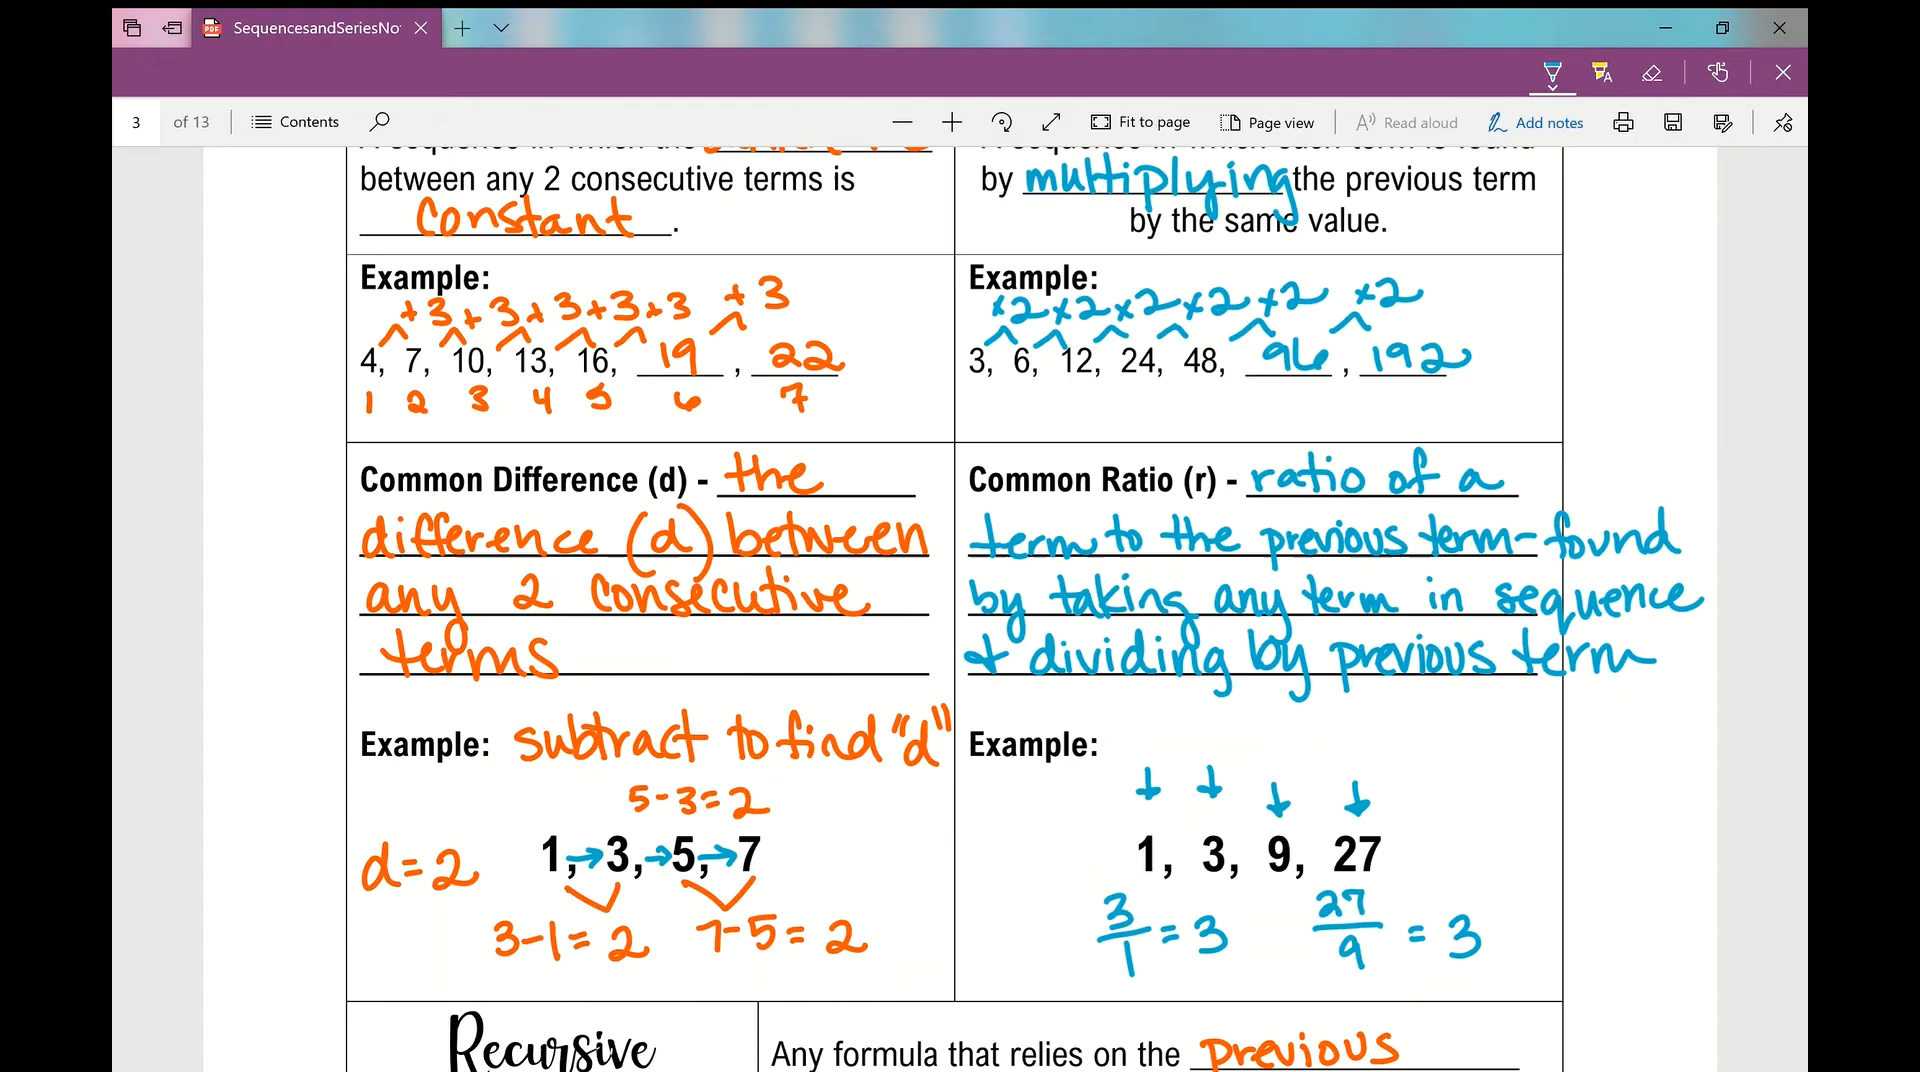 SequencesandSeriesNo
3 of 13 Contents Fit to page Page view Read aloud Add notes
between any 2 consecutive terms is
constant.
by multiplying the previous term
by the same value.
Example:
+3 +3 +3 +3 +3 +3
4, 7, 10, 13, 16, 19, 22
1 2 3 4 5 6 7
Example:
×2 ×2 ×2 ×2 ×2 ×2
3, 6, 12, 24, 48, 96, 192
Common Difference (d) - the
difference (d) between
any 2 consecutive
terms
Common Ratio (r) - ratio of a
term to the previous term - found
by taking any term in sequence
+ dividing by previous term
Example: subtract to find "d"
5-3=2
d=2 1,→3,→5,→7
3-1=2 7-5=2
Example:
↓ ↓ ↓ ↓
1, 3, 9, 27
3/1 = 3 27/9 = 3
Recursive
Any formula that relies on the previous